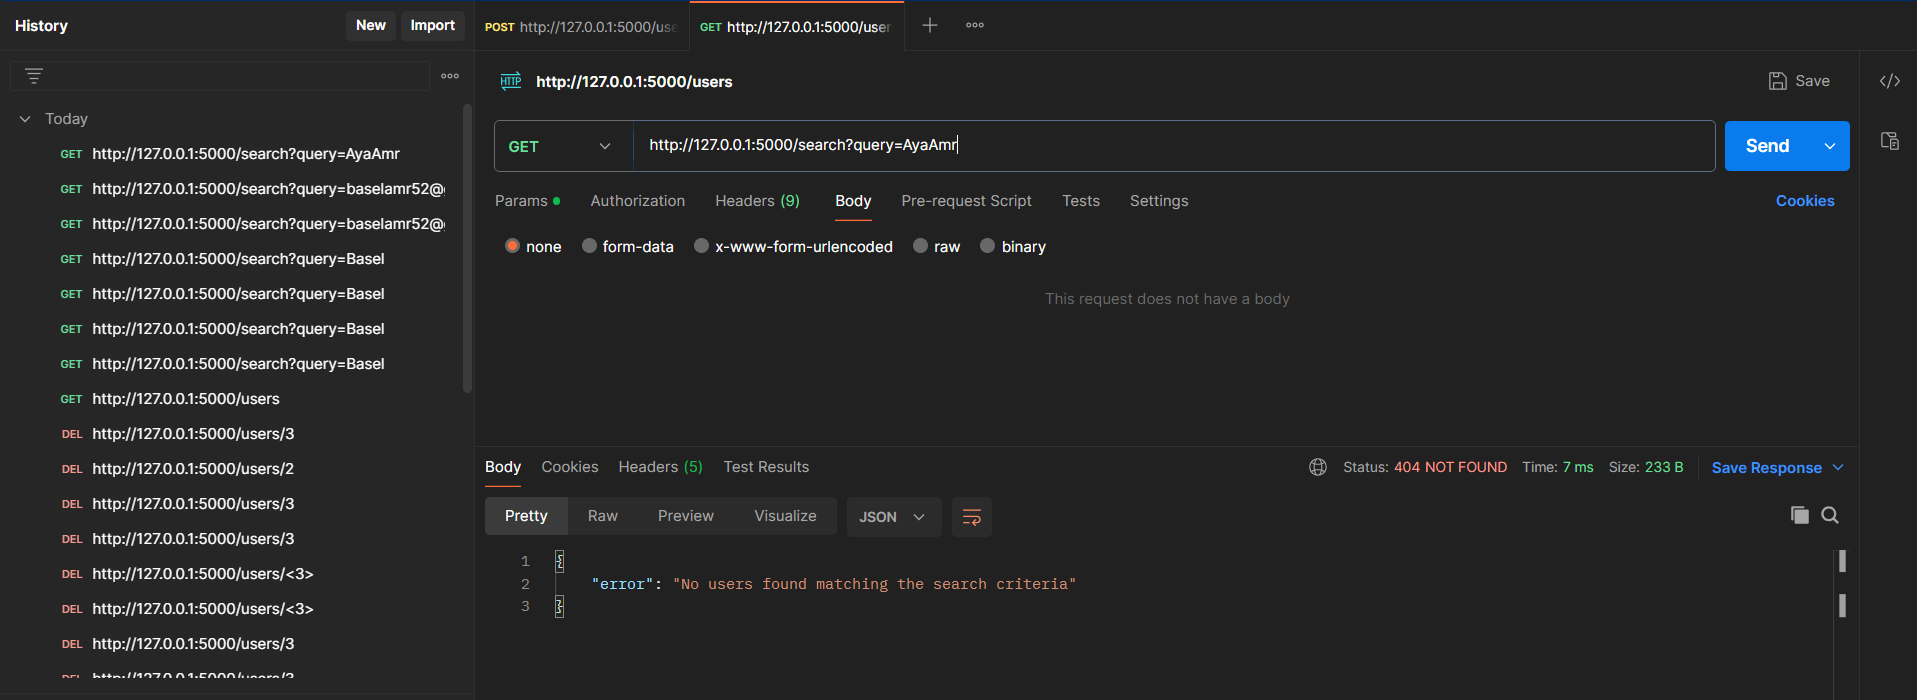 History
New
Import
POST http://127.0.0.1:5000/use
GET http://127.0.0.1:5000/user
Today
GET http://127.0.0.1:5000/search?query=AyaAmr
GET http://127.0.0.1:5000/search?query=baselamr52@
GET http://127.0.0.1:5000/search?query=baselamr52@
GET http://127.0.0.1:5000/search?query=Basel
GET http://127.0.0.1:5000/search?query=Basel
GET http://127.0.0.1:5000/search?query=Basel
GET http://127.0.0.1:5000/search?query=Basel
GET http://127.0.0.1:5000/users
DEL http://127.0.0.1:5000/users/3
DEL http://127.0.0.1:5000/users/2
DEL http://127.0.0.1:5000/users/3
DEL http://127.0.0.1:5000/users/3
DEL http://127.0.0.1:5000/users/<3>
DEL http://127.0.0.1:5000/users/<3>
DEL http://127.0.0.1:5000/users/3
DEL http://127.0.0.1:5000/users/3
HTTP http://127.0.0.1:5000/users
Save
</>
GET http://127.0.0.1:5000/search?query=AyaAmr
Send
Params Authorization Headers (9) Body Pre-request Script Tests Settings Cookies
none form-data x-www-form-urlencoded raw binary
This request does not have a body
Body Cookies Headers (5) Test Results Status: 404 NOT FOUND Time: 7 ms Size: 233 B Save Response
Pretty Raw Preview Visualize JSON
1 {
2 "error": "No users found matching the search criteria"
3 }